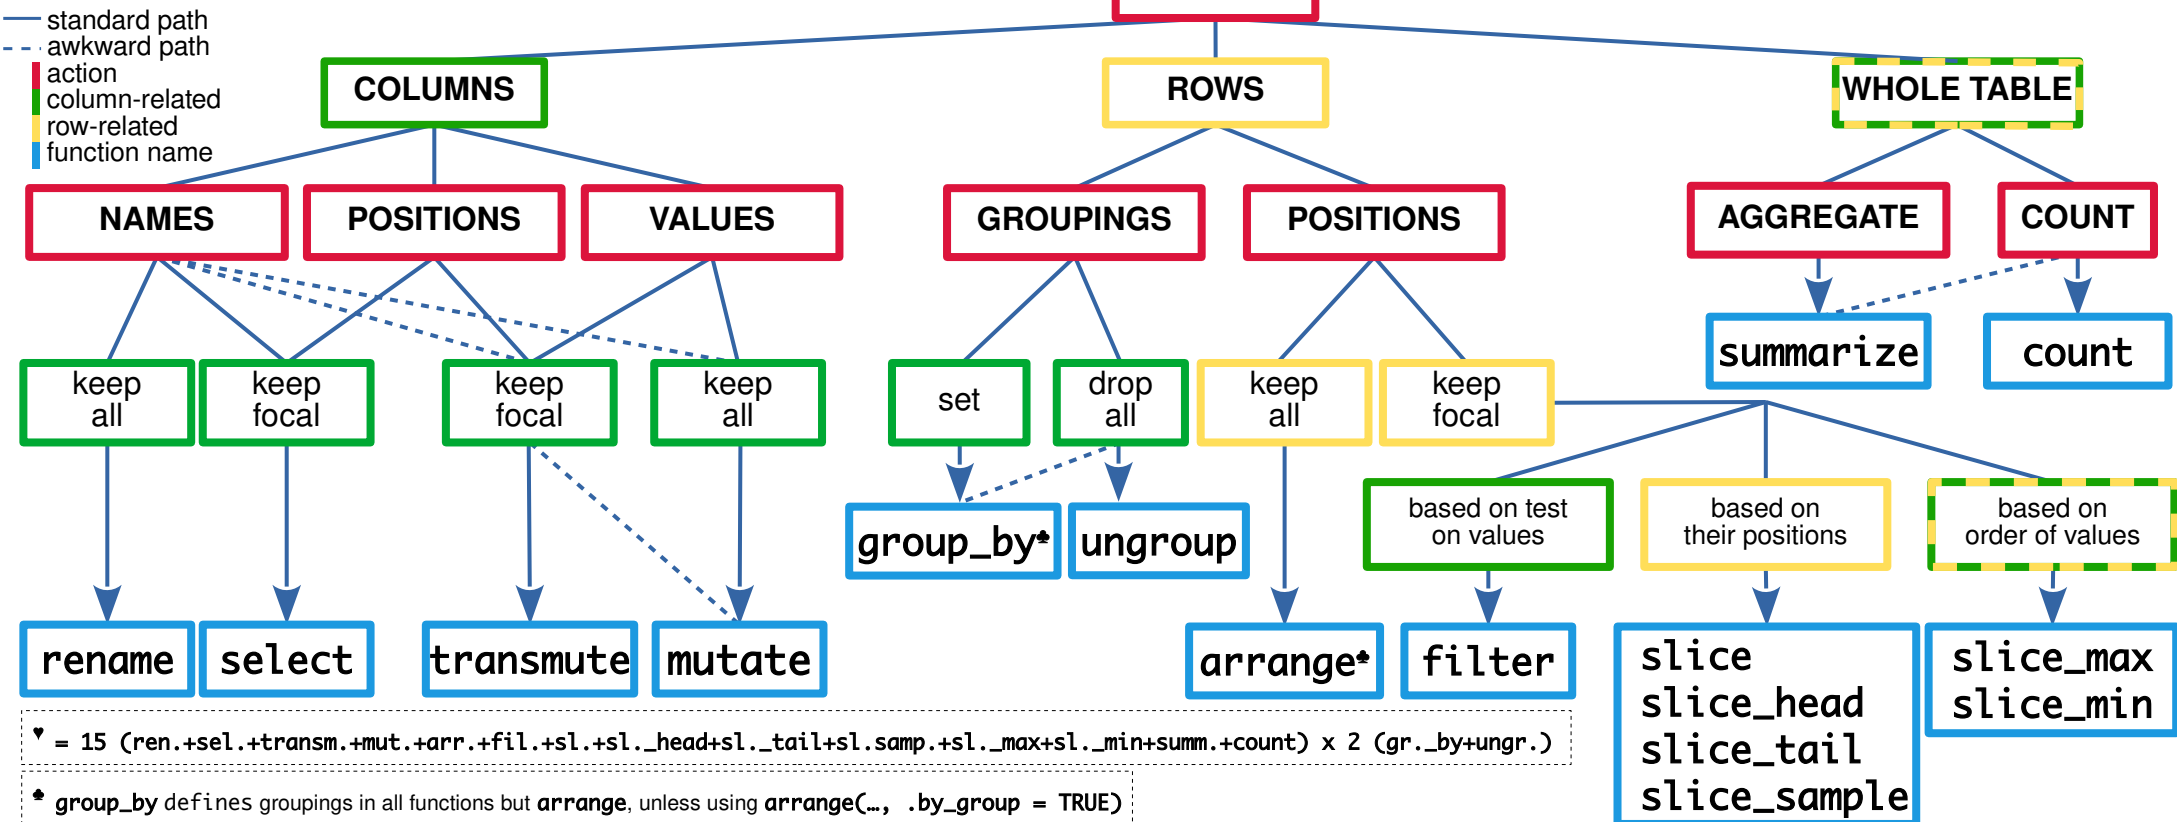 standard path
awkward path
action
column-related
row-related
function name
COLUMNS
ROWS
WHOLE TABLE
NAMES
POSITIONS
VALUES
GROUPINGS
POSITIONS
AGGREGATE
COUNT
summarize
count
keep
all
keep
focal
keep
focal
keep
all
set
drop
all
keep
all
keep
focal
based on test
on values
based on
their positions
based on
order of values
group_by♣
ungroup
rename
select
transmute
mutate
arrange♣
filter
slice
slice_head
slice_tail
slice_sample
slice_max
slice_min
♥ = 15 (ren.+sel.+transm.+mut.+arr.+fil.+sl.+sl._head+sl._tail+sl.samp.+sl._max+sl._min+summ.+count) x 2 (gr._by+ungr.)
♣ group_by defines groupings in all functions but arrange, unless using arrange(…, .by_group = TRUE)